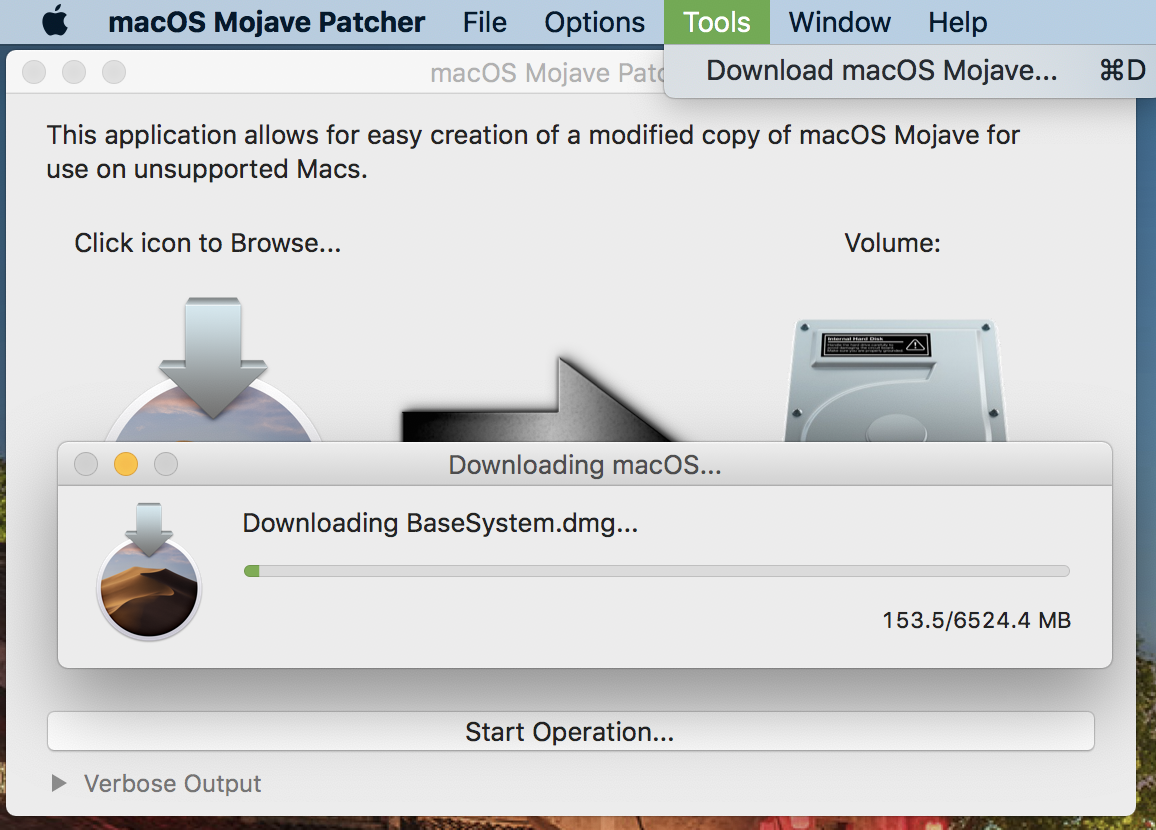 macOS Mojave Patcher File Options Tools Window Help
Download macOS Mojave... ⌘D
macOS Mojave Patc
This application allows for easy creation of a modified copy of macOS Mojave for
use on unsupported Macs.
Click icon to Browse...
Volume:
Internal Hard Disk
Downloading macOS...
Downloading BaseSystem.dmg...
153.5/6524.4 MB
Start Operation...
Verbose Output